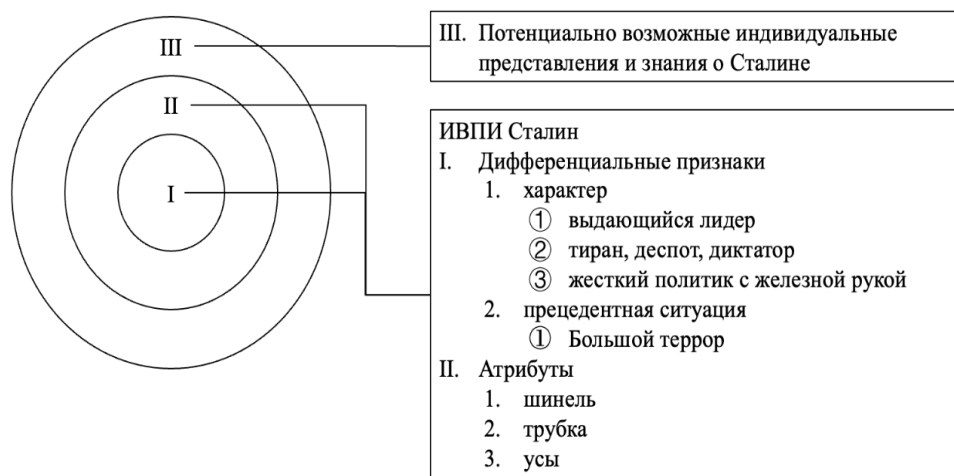 III
II
I
III. Потенциально возможные индивидуальные
представления и знания о Сталине
ИВПИ Сталин
I. Дифференциальные признаки
1. характер
① выдающийся лидер
② тиран, деспот, диктатор
③ жесткий политик с железной рукой
2. прецедентная ситуация
① Большой террор
II. Атрибуты
1. шинель
2. трубка
3. усы